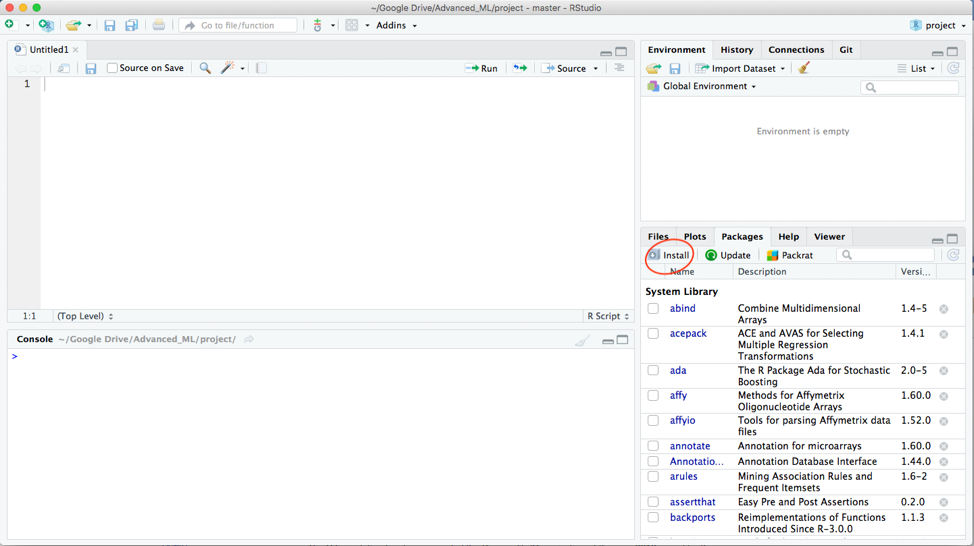 ~/Google Drive/Advanced_ML/project - master - RStudio
Go to file/function
Addins
project
Untitled1
Source on Save
Run
Source
1
1:1 (Top Level) R Script
Console ~/Google Drive/Advanced_ML/project/
>
Environment History Connections Git
Import Dataset List
Global Environment
Environment is empty
Files Plots Packages Help Viewer
Install Update Packrat
Name Description Versi...
System Library
abind Combine Multidimensional 1.4-5
Arrays
acepack ACE and AVAS for Selecting 1.4.1
Multiple Regression
Transformations
ada The R Package Ada for Stochastic 2.0-5
Boosting
affy Methods for Affymetrix 1.60.0
Oligonucleotide Arrays
affyio Tools for parsing Affymetrix data 1.52.0
files
annotate Annotation for microarrays 1.60.0
Annotatio... Annotation Database Interface 1.44.0
arules Mining Association Rules and 1.6-2
Frequent Itemsets
assertthat Easy Pre and Post Assertions 0.2.0
backports Reimplementations of Functions 1.1.3
Introduced Since R-3.0.0